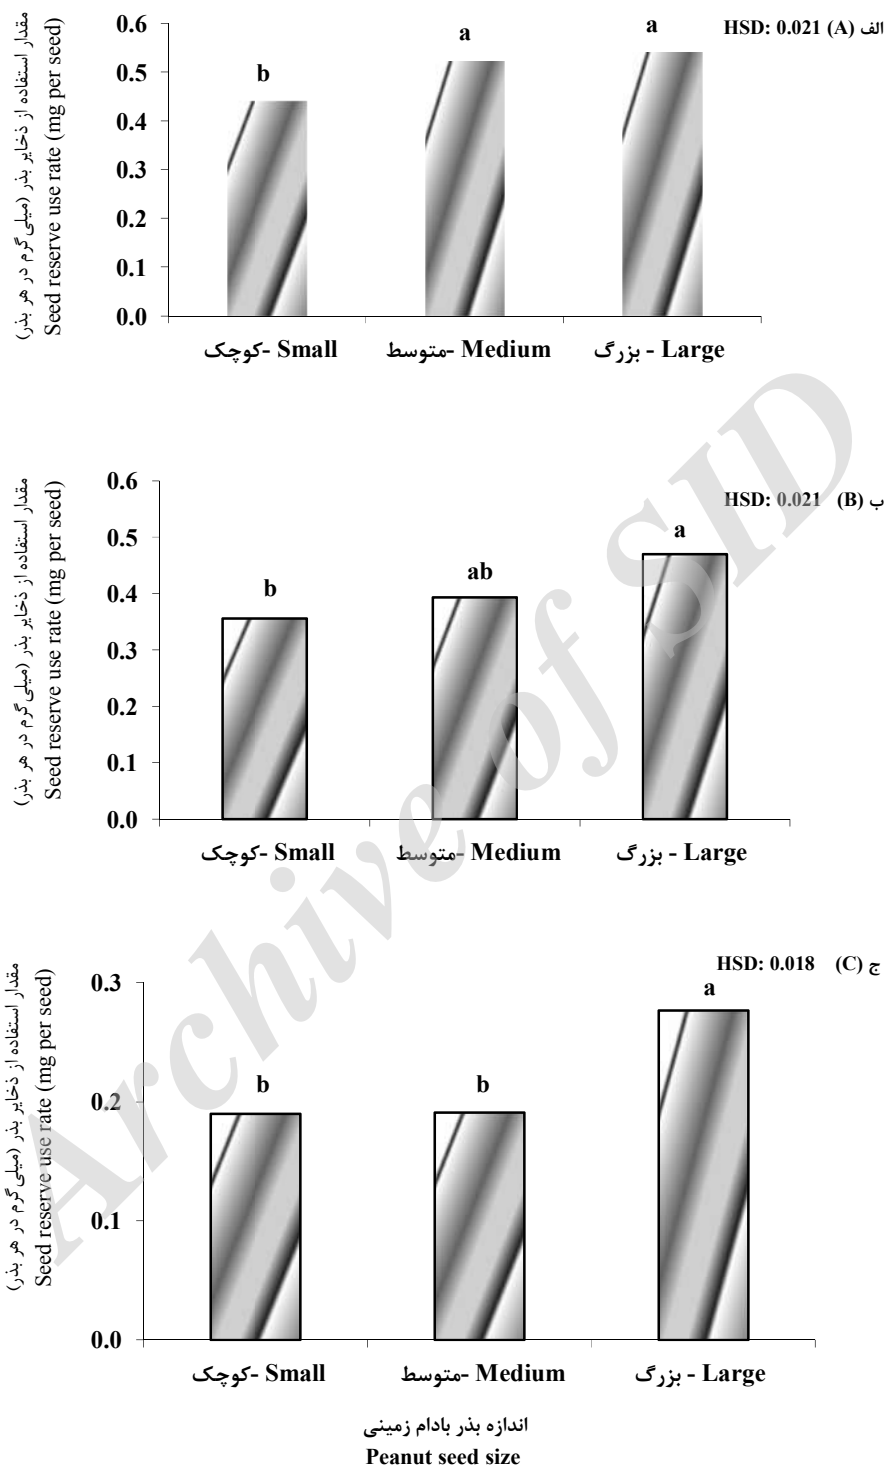 الف (A) HSD: 0.021
مقدار استفاده از ذخایر بذر (میلی‌گرم در هر بذر)
Seed reserve use rate (mg per seed)
0.6
0.5
0.4
0.3
0.2
0.1
0.0
b
a
a
کوچک- Small
متوسط- Medium
بزرگ - Large
ب (B) HSD: 0.021
مقدار استفاده از ذخایر بذر (میلی‌گرم در هر بذر)
Seed reserve use rate (mg per seed)
0.6
0.5
0.4
0.3
0.2
0.1
0.0
b
ab
a
کوچک- Small
متوسط- Medium
بزرگ - Large
ج (C) HSD: 0.018
مقدار استفاده از ذخایر بذر (میلی‌گرم در هر بذر)
Seed reserve use rate (mg per seed)
0.3
0.2
0.1
0.0
b
b
a
کوچک- Small
متوسط- Medium
بزرگ - Large
اندازه بذر بادام زمینی
Peanut seed size
Archive of SID